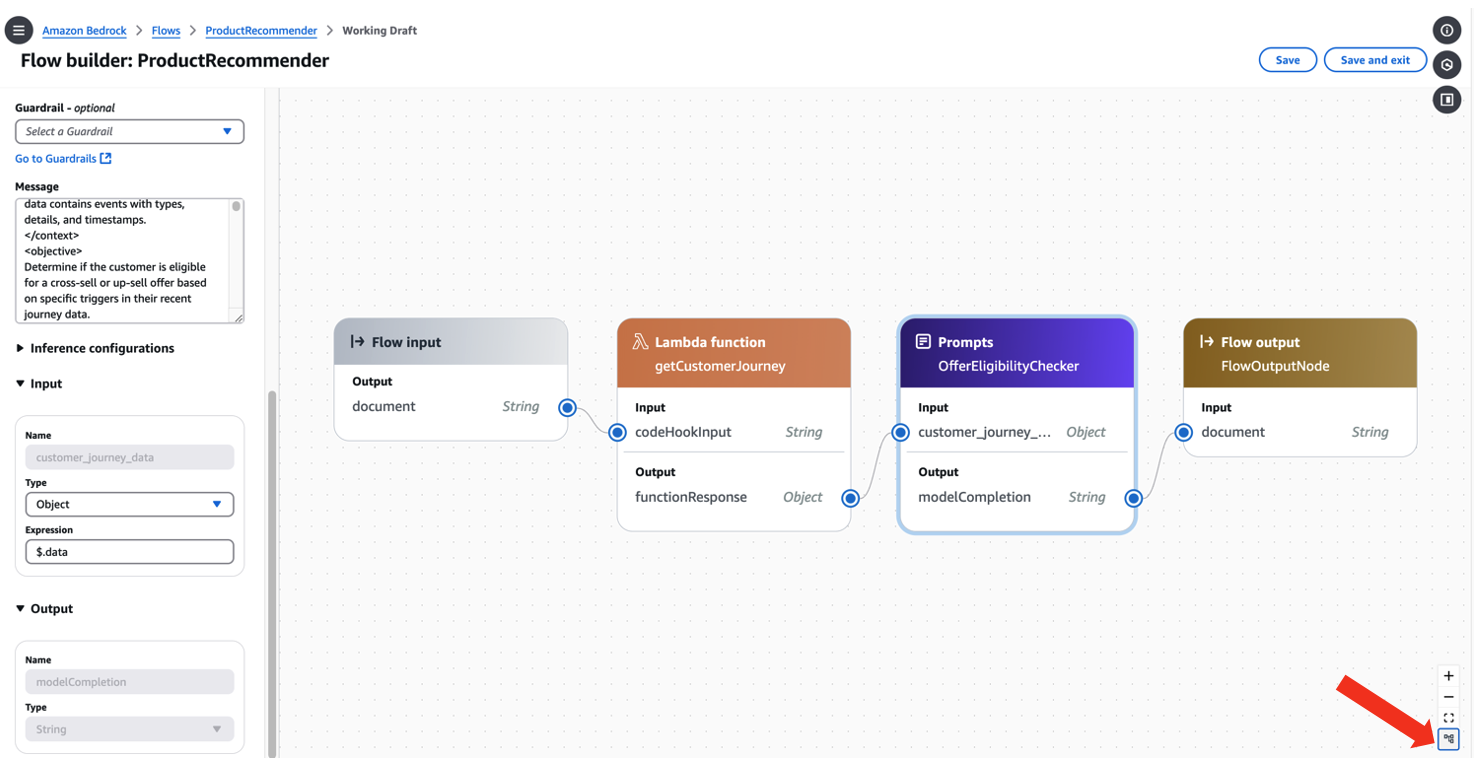 Amazon Bedrock > Flows > ProductRecommender > Working Draft
Flow builder: ProductRecommender
Save
Save and exit
Guardrail - optional
Select a Guardrail
Go to Guardrails
Message
data contains events with types,
details, and timestamps.
</context>
<objective>
Determine if the customer is eligible
for a cross-sell or up-sell offer based
on specific triggers in their recent
journey data.
Inference configurations
Input
Name
customer_journey_data
Type
Object
Expression
$.data
Output
Name
modelCompletion
Type
String
Flow input
Output
document String
Lambda function
getCustomerJourney
Input
codeHookInput String
Output
functionResponse Object
Prompts
OfferEligibilityChecker
Input
customer_journey_... Object
Output
modelCompletion String
Flow output
FlowOutputNode
Input
document String